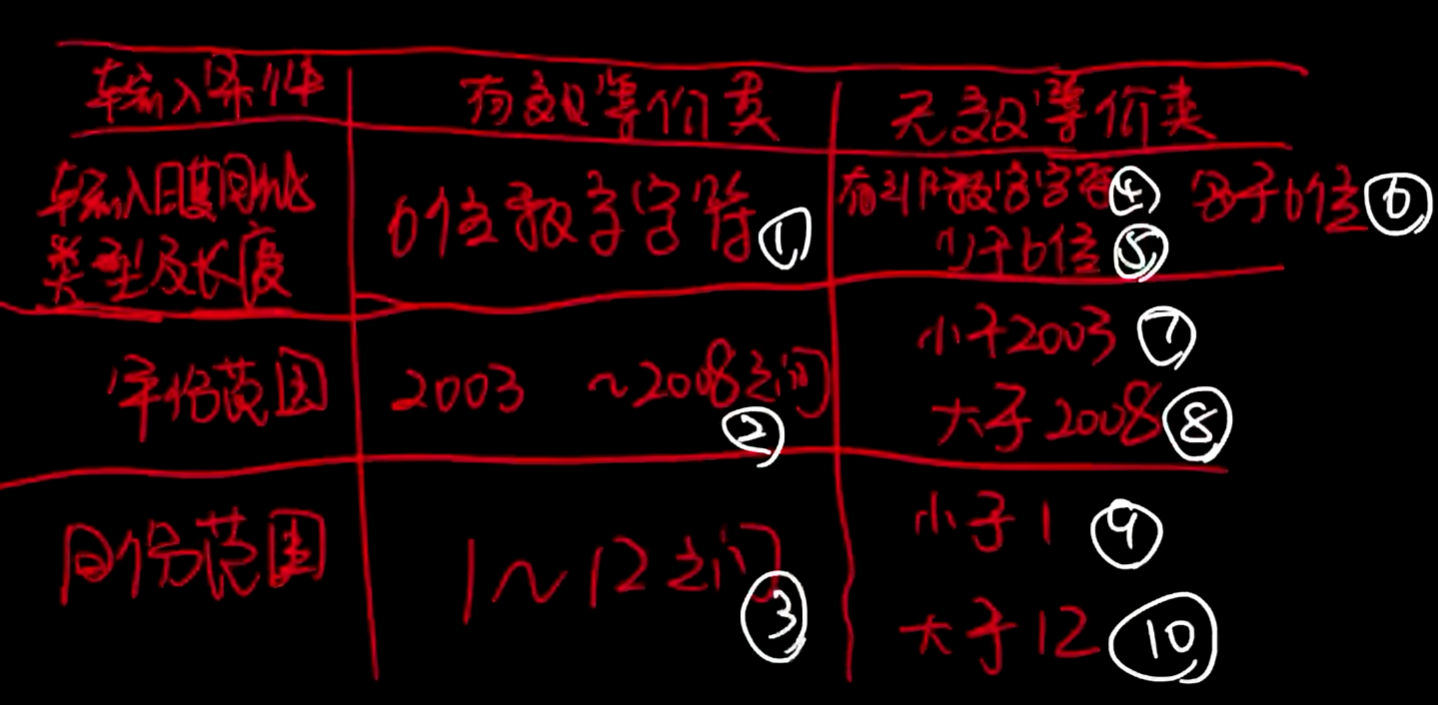 输入条件 有效等价类 无效等价类
输入日期的
类型及长度
6位数字字符 ①
有非数字字符 ④ 多于6位 ⑥
少于6位 ⑤
年份范围 2003 ~2008之间 ②
小于2003 ⑦
大于2008 ⑧
月份范围 1~12之间 ③
小于1 ⑨
大于12 ⑩